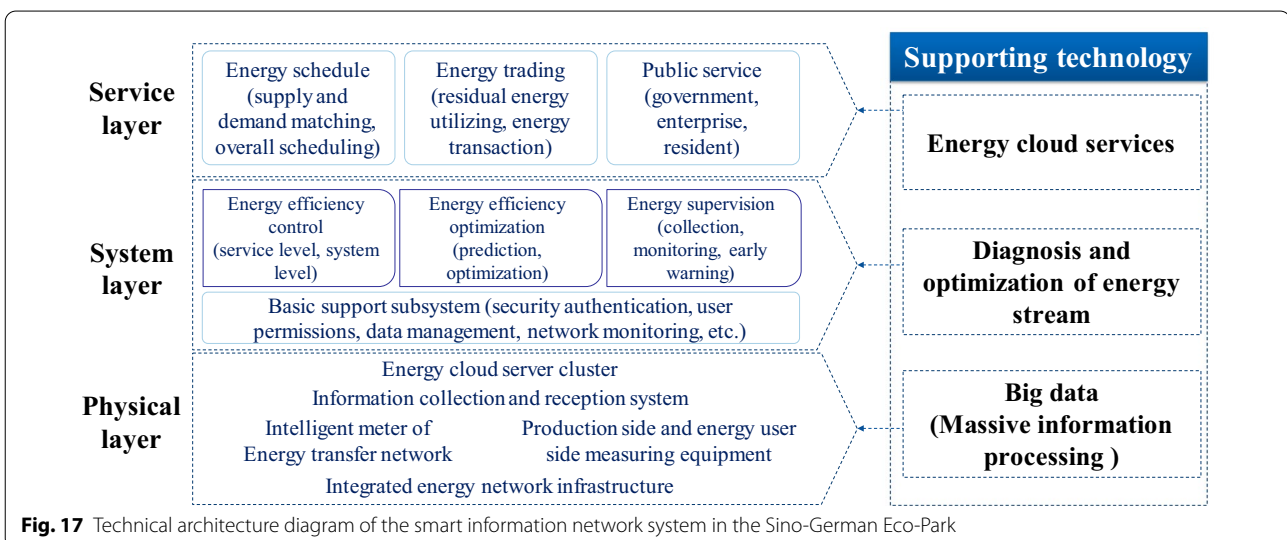 Service
layer
Energy schedule
(supply and
demand matching,
overall scheduling)
Energy trading
(residual energy
utilizing, energy
transaction)
Public service
(government,
enterprise,
resident)
System
layer
Energy efficiency
control
(service level, system
level)
Energy efficiency
optimization
(prediction,
optimization)
Energy supervision
(collection,
monitoring, early
warning)
Basic support subsystem (security authentication, user
permissions, data management, network monitoring, etc.)
Physical
layer
Energy cloud server cluster
Information collection and reception system
Intelligent meter of
Energy transfer network
Production side and energy user
side measuring equipment
Integrated energy network infrastructure
Supporting technology
Energy cloud services
Diagnosis and
optimization of energy
stream
Big data
(Massive information
processing )
Fig. 17 Technical architecture diagram of the smart information network system in the Sino-German Eco-Park